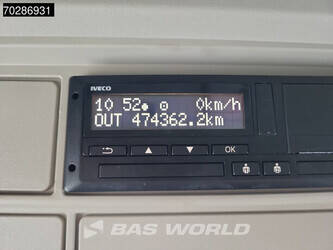 70286931
IVECO
10 52 0km/h
OUT 474362.2km
OK
BAS WORLD